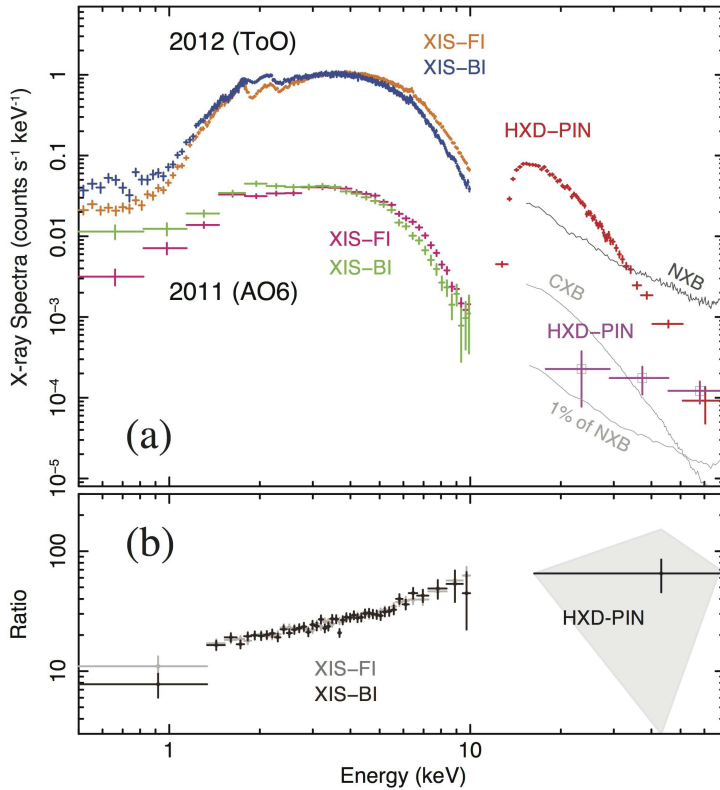 2012 (ToO)
XIS–FI
XIS–BI
HXD–PIN
NXB
CXB
XIS–FI
XIS–BI
2011 (AO6)
HXD–PIN
1% of NXB
(a)
X-ray Spectra (counts s⁻¹ keV⁻¹)
1
0.1
0.01
10⁻³
10⁻⁴
10⁻⁵
(b)
HXD-PIN
XIS–FI
XIS–BI
Ratio
100
10
1
10
Energy (keV)